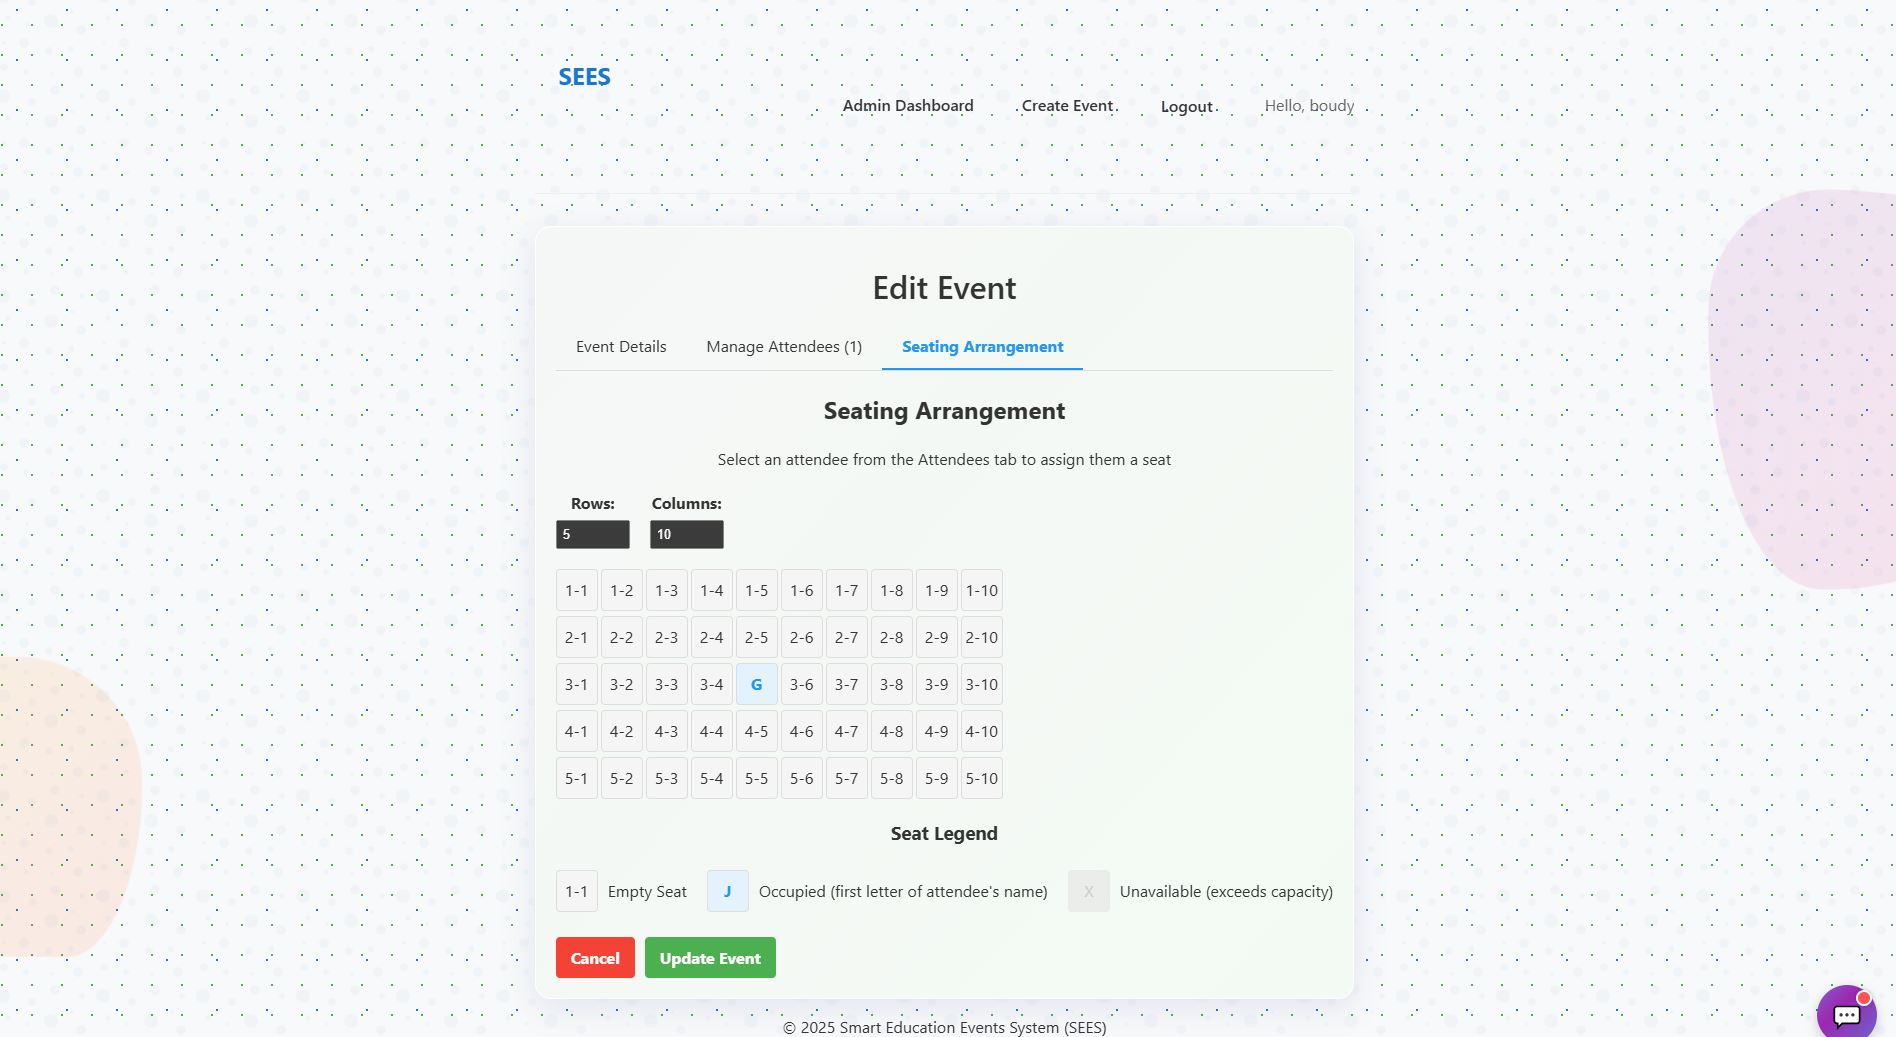 SEES
Admin Dashboard Create Event Logout Hello, boudy
Edit Event
Event Details Manage Attendees (1) Seating Arrangement
Seating Arrangement
Select an attendee from the Attendees tab to assign them a seat
Rows: Columns:
5 10
1-1 1-2 1-3 1-4 1-5 1-6 1-7 1-8 1-9 1-10
2-1 2-2 2-3 2-4 2-5 2-6 2-7 2-8 2-9 2-10
3-1 3-2 3-3 3-4 G 3-6 3-7 3-8 3-9 3-10
4-1 4-2 4-3 4-4 4-5 4-6 4-7 4-8 4-9 4-10
5-1 5-2 5-3 5-4 5-5 5-6 5-7 5-8 5-9 5-10
Seat Legend
1-1 Empty Seat J Occupied (first letter of attendee's name) X Unavailable (exceeds capacity)
Cancel Update Event
© 2025 Smart Education Events System (SEES)